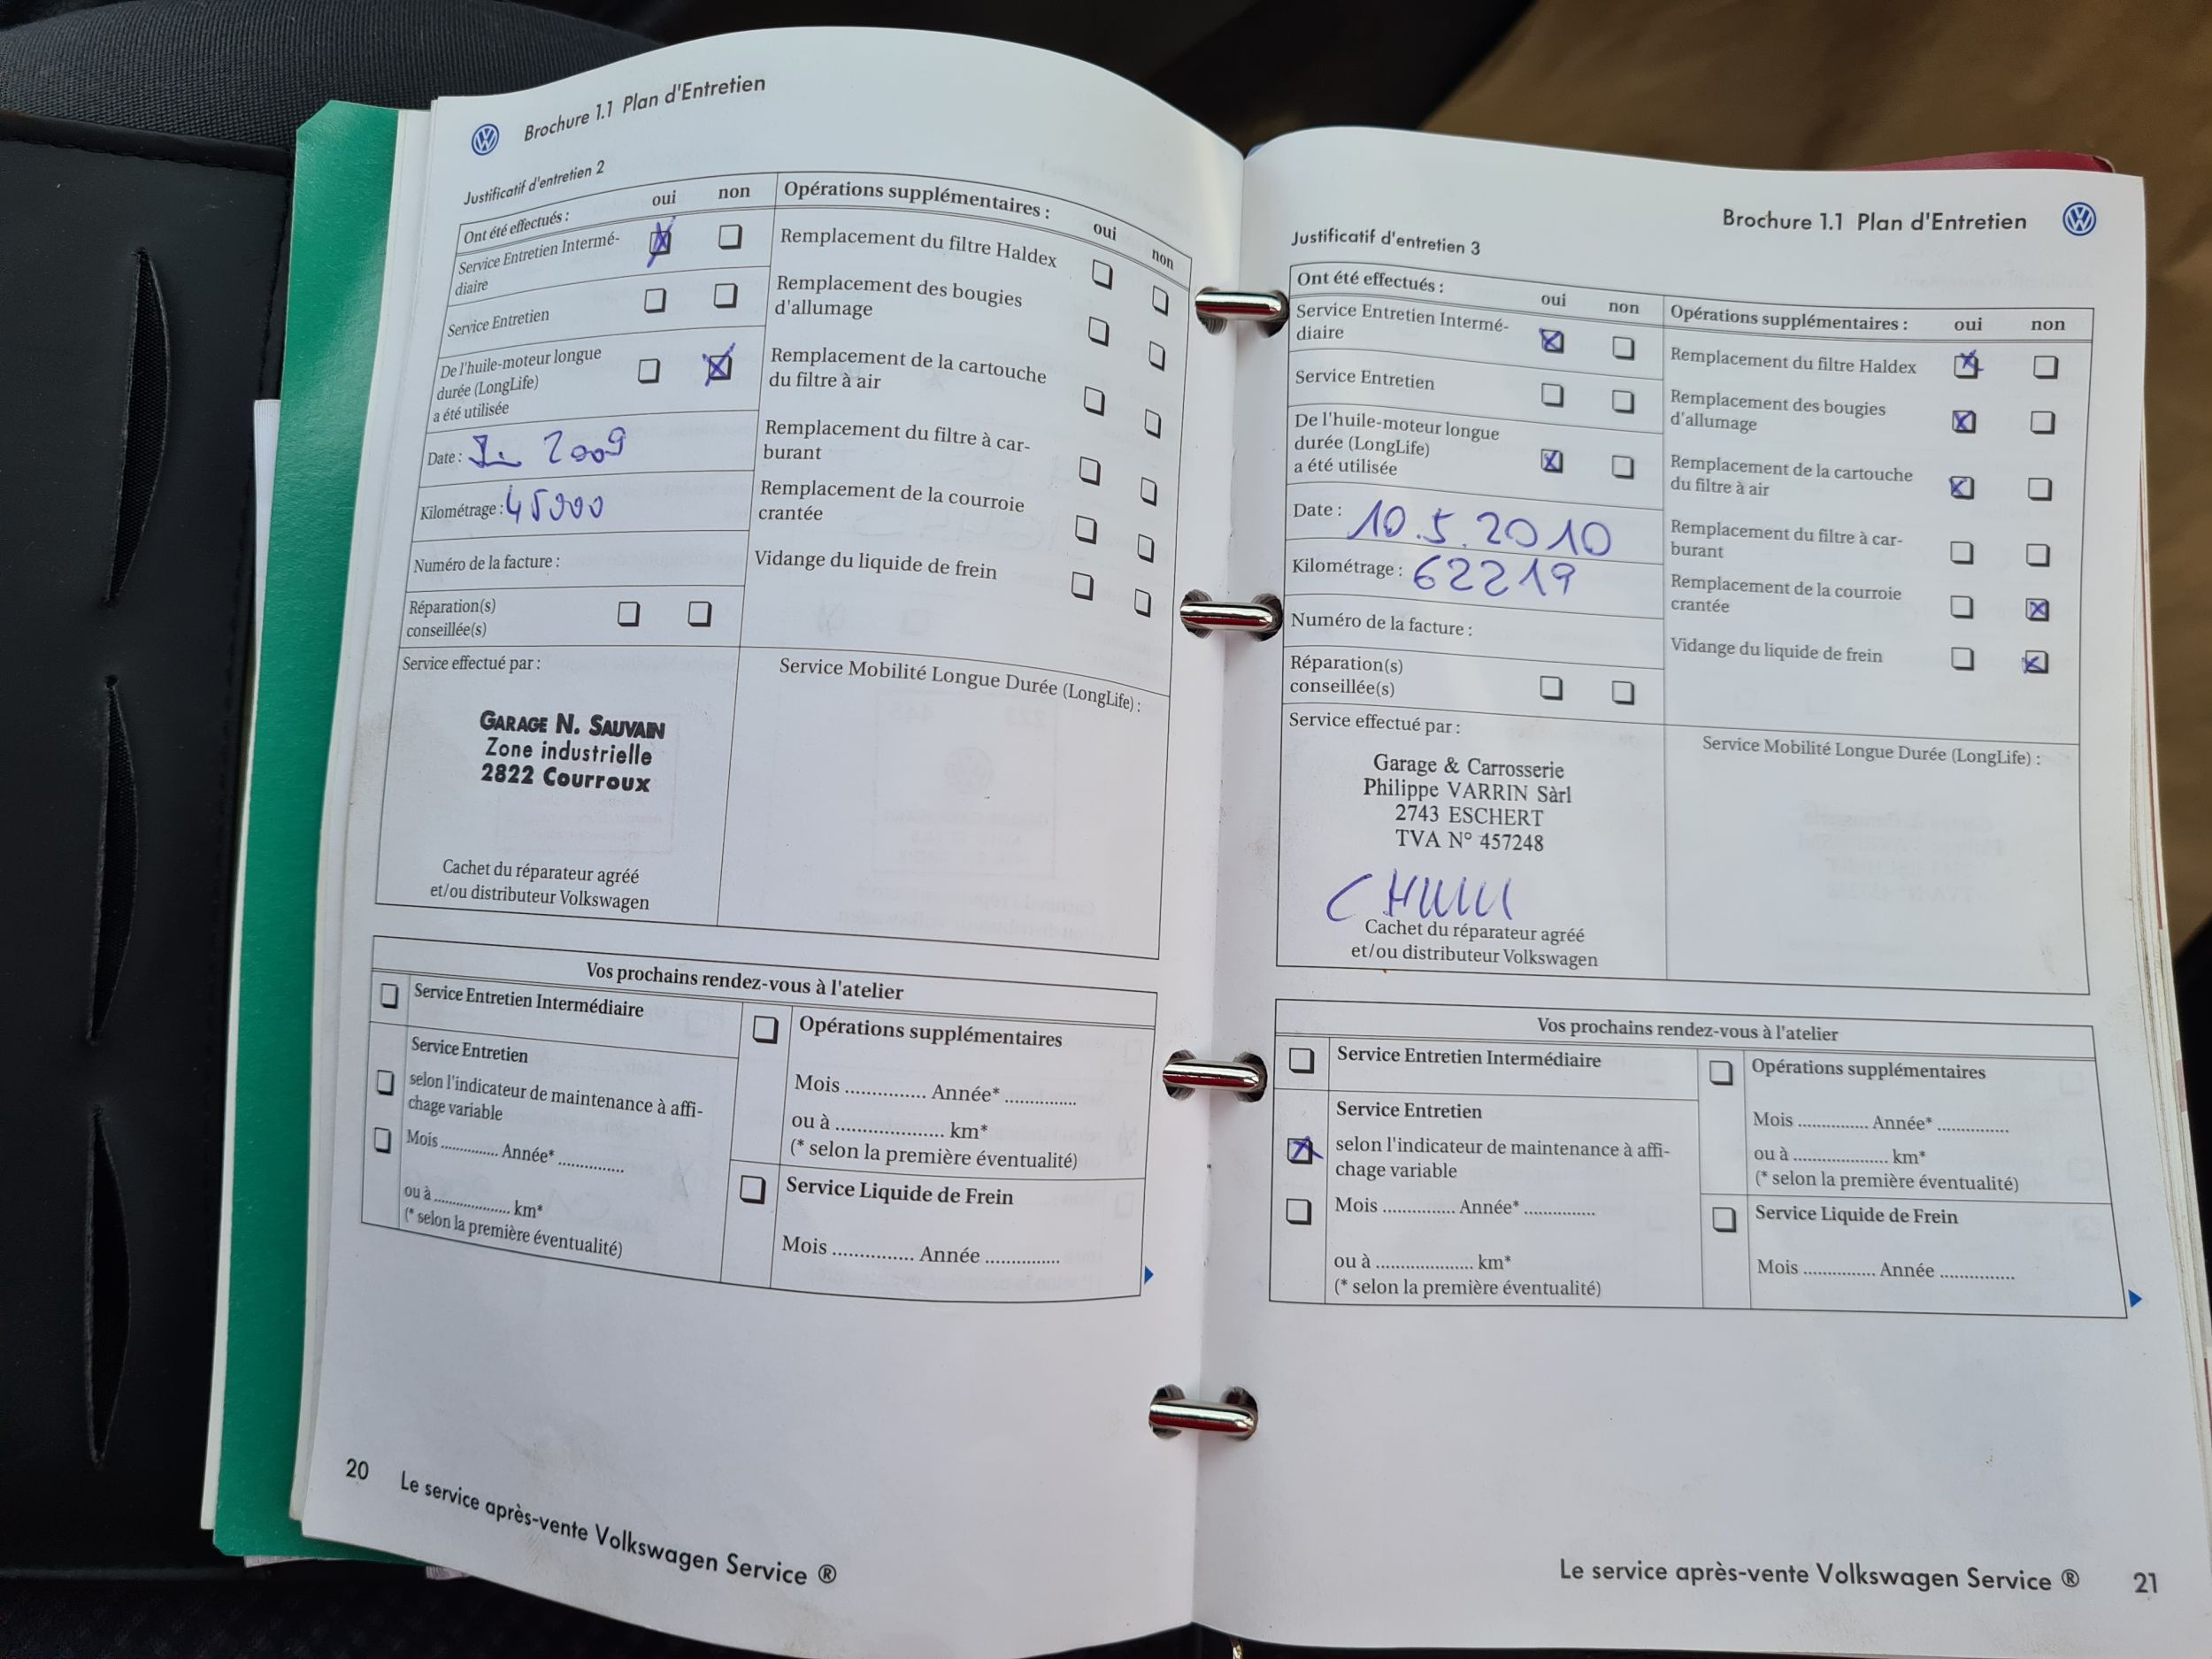 Brochure 1.1 Plan d'Entretien
Justificatif d'entretien 2
Ont été effectués :
oui
non
Service Entretien Intermé-
diaire
Service Entretien
De l'huile-moteur longue
durée (LongLife)
a été utilisée
Date : 2009
Kilométrage : 45000
Numéro de la facture :
Réparation(s)
conseillée(s)
Opérations supplémentaires :
oui
non
Remplacement du filtre Haldex
Remplacement des bougies
d'allumage
Remplacement de la cartouche
du filtre à air
Remplacement du filtre à car-
burant
Remplacement de la courroie
crantée
Vidange du liquide de frein
Service effectué par :
GARAGE N. SAUVAIN
Zone industrielle
2822 Courroux
Cachet du réparateur agréé
et/ou distributeur Volkswagen
Service Mobilité Longue Durée (LongLife) :
Vos prochains rendez-vous à l'atelier
Service Entretien Intermédiaire
Service Entretien
selon l'indicateur de maintenance à affi-
chage variable
Mois .............. Année* ..............
ou à .................... km*
(* selon la première éventualité)
Opérations supplémentaires
Mois .............. Année* ..............
ou à .................... km*
(* selon la première éventualité)
Service Liquide de Frein
Mois .............. Année ..............
20
Le service après-vente Volkswagen Service ®
Brochure 1.1 Plan d'Entretien
Justificatif d'entretien 3
Ont été effectués :
oui
non
Service Entretien Intermé-
diaire
Service Entretien
De l'huile-moteur longue
durée (LongLife)
a été utilisée
Date : 10.5.2010
Kilométrage : 62219
Numéro de la facture :
Réparation(s)
conseillée(s)
Opérations supplémentaires :
oui
non
Remplacement du filtre Haldex
Remplacement des bougies
d'allumage
Remplacement de la cartouche
du filtre à air
Remplacement du filtre à car-
burant
Remplacement de la courroie
crantée
Vidange du liquide de frein
Service effectué par :
Garage & Carrosserie
Philippe VARRIN Sàrl
2743 ESCHERT
TVA N° 457248
Cachet du réparateur agréé
et/ou distributeur Volkswagen
Service Mobilité Longue Durée (LongLife) :
Vos prochains rendez-vous à l'atelier
Service Entretien Intermédiaire
Service Entretien
selon l'indicateur de maintenance à affi-
chage variable
Mois .............. Année* ..............
ou à .................... km*
(* selon la première éventualité)
Opérations supplémentaires
Mois .............. Année* ..............
ou à .................... km*
(* selon la première éventualité)
Service Liquide de Frein
Mois .............. Année ..............
Le service après-vente Volkswagen Service ®
21